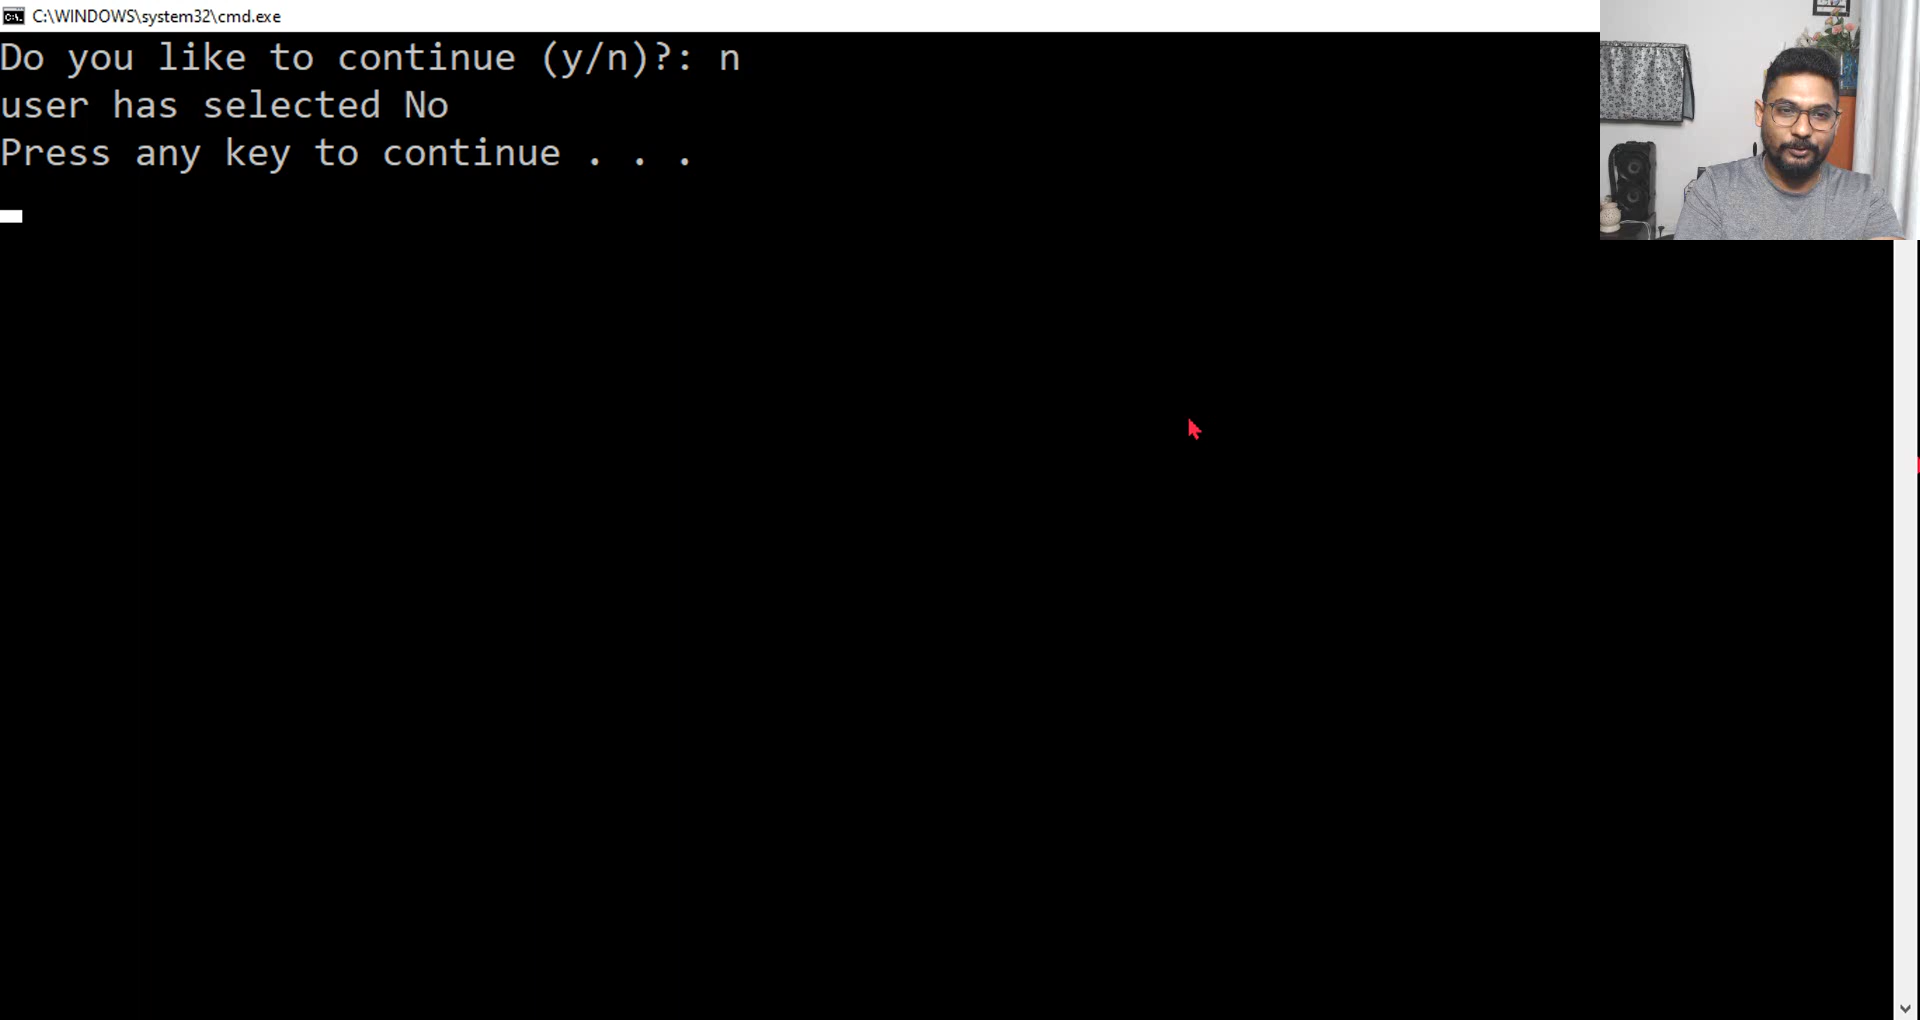 C:\WINDOWS\system32\cmd.exe
Do you like to continue (y/n)?: n
user has selected No
Press any key to continue . . .